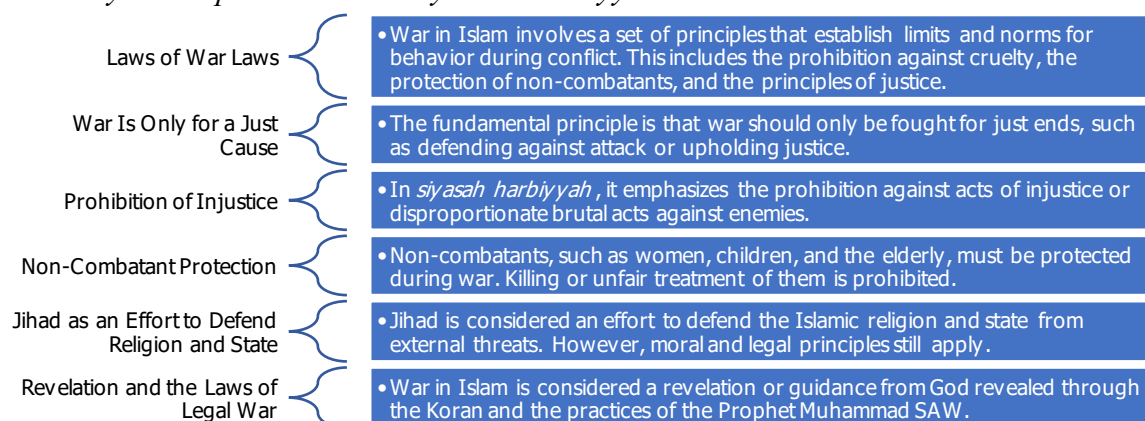 Laws of War Laws
• War in Islam involves a set of principles that establish limits and norms for
behavior during conflict. This includes the prohibition against cruelty, the
protection of non-combatants, and the principles of justice.
War Is Only for a Just
Cause
• The fundamental principle is that war should only be fought for just ends, such
as defending against attack or upholding justice.
Prohibition of Injustice
• In siyasah harbiyyah, it emphasizes the prohibition against acts of injustice or
disproportionate brutal acts against enemies.
Non-Combatant Protection
• Non-combatants, such as women, children, and the elderly, must be protected
during war. Killing or unfair treatment of them is prohibited.
Jihad as an Effort to Defend
Religion and State
• Jihad is considered an effort to defend the Islamic religion and state from
external threats. However, moral and legal principles still apply.
Revelation and the Laws of
Legal War
• War in Islam is considered a revelation or guidance from God revealed through
the Koran and the practices of the Prophet Muhammad SAW.